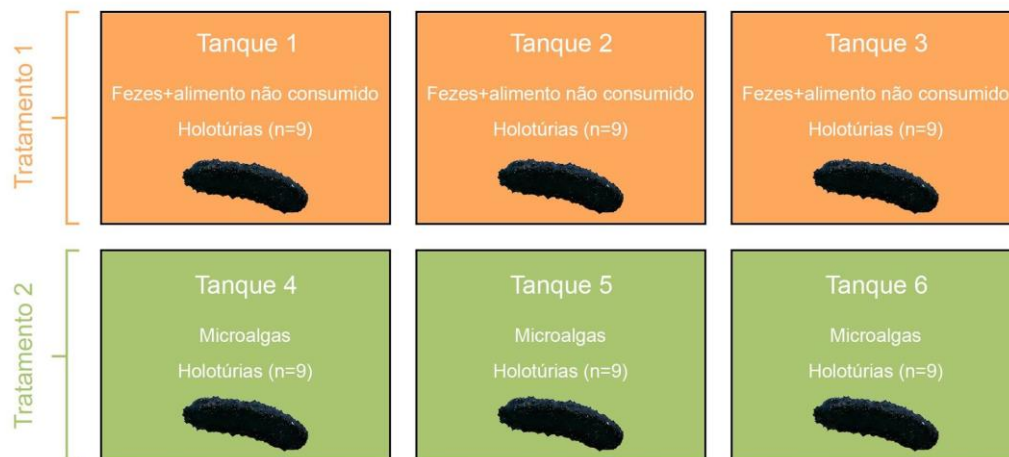 Tratamento 1
Tanque 1
Fezes+alimento não consumido
Holotúrias (n=9)
Tanque 2
Fezes+alimento não consumido
Holotúrias (n=9)
Tanque 3
Fezes+alimento não consumido
Holotúrias (n=9)
Tratamento 2
Tanque 4
Microalgas
Holotúrias (n=9)
Tanque 5
Microalgas
Holotúrias (n=9)
Tanque 6
Microalgas
Holotúrias (n=9)